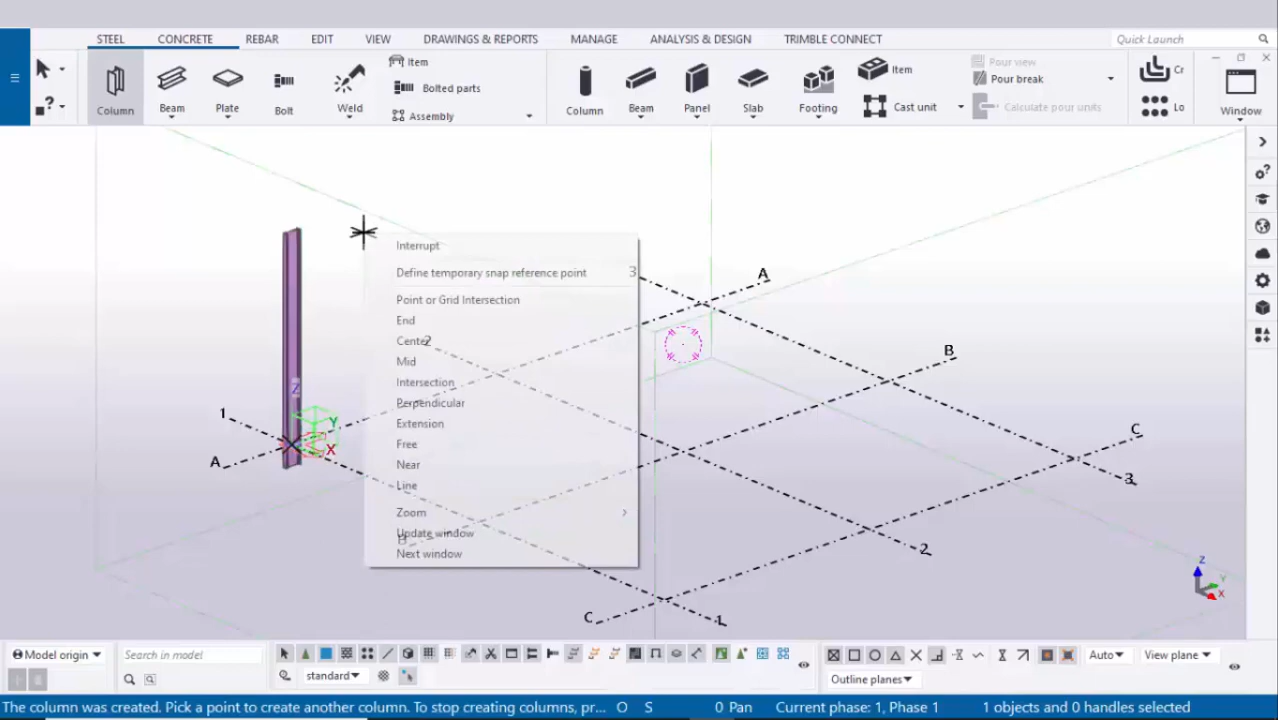 STEEL CONCRETE REBAR EDIT VIEW DRAWINGS & REPORTS MANAGE ANALYSIS & DESIGN TRIMBLE CONNECT Quick Launch
Item Item Pour view Cr
Bolted parts Pour break
Column Beam Plate Bolt Weld Assembly Column Beam Panel Slab Footing Cast unit Calculate pour units Lo Window
Interrupt
Define temporary snap reference point 3
A
Point or Grid Intersection
End
Center 2
B
Mid
Intersection
Z
Perpendicular
1 Y Extension
C
Free
X
A Near
3
Line
Zoom
Update window
B
Next window
2
Z
Y
X
C 1
Model origin Search in model Auto View plane
standard Outline planes
The column was created. Pick a point to create another column. To stop creating columns, pr... O S 0 Pan Current phase: 1, Phase 1 1 objects and 0 handles selected